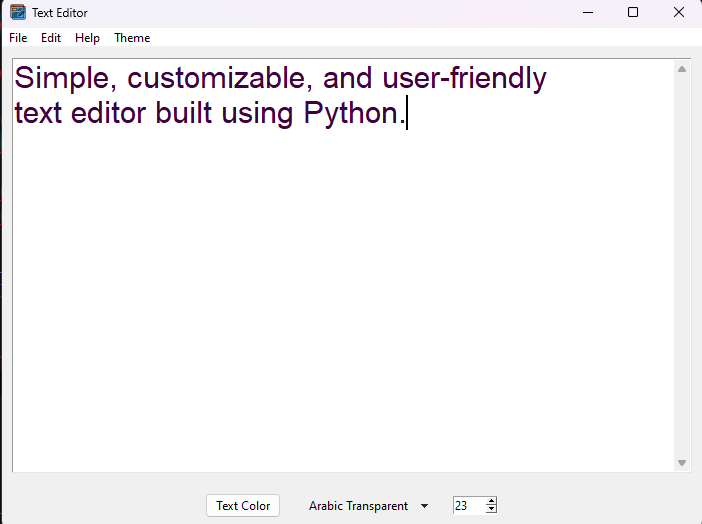 Text Editor
File Edit Help Theme
Simple, customizable, and user-friendly
text editor built using Python.
Text Color Arabic Transparent 23